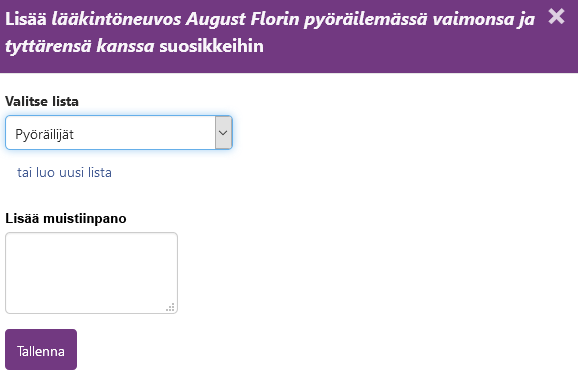 Lisää lääkintöneuvos August Florin pyöräilemässä vaimonsa ja
tyttärensä kanssa suosikkeihin
Valitse lista
Pyöräilijät
tai luo uusi lista
Lisää muistiinpano
Tallenna